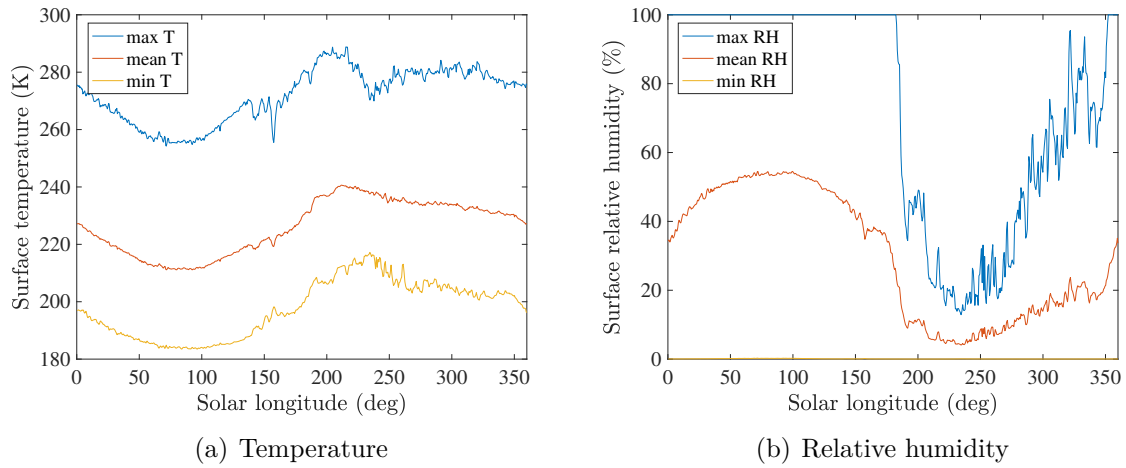 300
280
260
240
220
200
180
Surface temperature (K)
max T
mean T
min T
0
50
100
150
200
250
300
350
Solar longitude (deg)
(a) Temperature
100
80
60
40
20
0
Surface relative humidity (%)
max RH
mean RH
min RH
0
50
100
150
200
250
300
350
Solar longitude (deg)
(b) Relative humidity